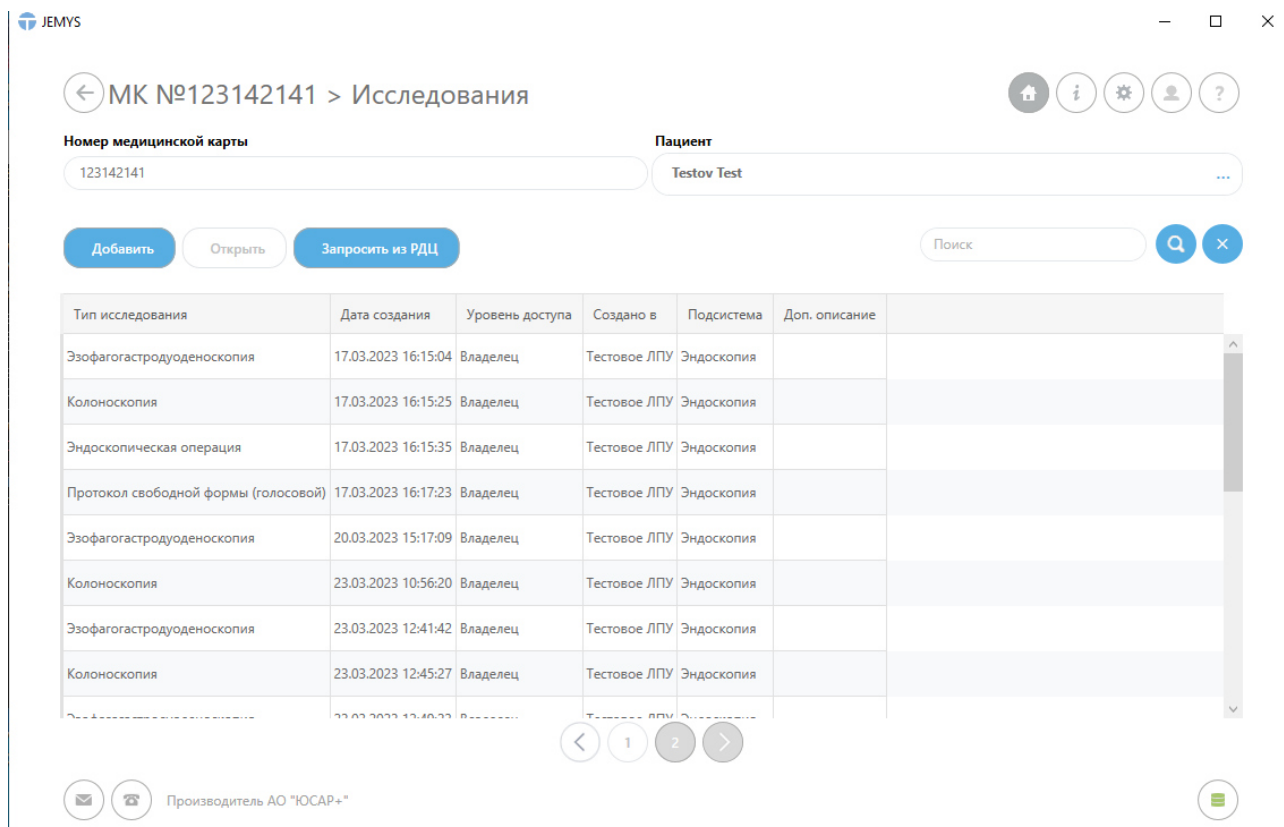 JEMYS
МК №123142141 > Исследования
Номер медицинской карты Пациент
123142141 Testov Test ...
Добавить Открыть Запросить из РДЦ Поиск
Тип исследования Дата создания Уровень доступа Создано в Подсистема Доп. описание
Эзофагогастродуоденоскопия 17.03.2023 16:15:04 Владелец Тестовое ЛПУ Эндоскопия
Колоноскопия 17.03.2023 16:15:25 Владелец Тестовое ЛПУ Эндоскопия
Эндоскопическая операция 17.03.2023 16:15:35 Владелец Тестовое ЛПУ Эндоскопия
Протокол свободной формы (голосовой) 17.03.2023 16:17:23 Владелец Тестовое ЛПУ Эндоскопия
Эзофагогастродуоденоскопия 20.03.2023 15:17:09 Владелец Тестовое ЛПУ Эндоскопия
Колоноскопия 23.03.2023 10:56:20 Владелец Тестовое ЛПУ Эндоскопия
Эзофагогастродуоденоскопия 23.03.2023 12:41:42 Владелец Тестовое ЛПУ Эндоскопия
Колоноскопия 23.03.2023 12:45:27 Владелец Тестовое ЛПУ Эндоскопия
1 2
Производитель АО "ЮСАР+"